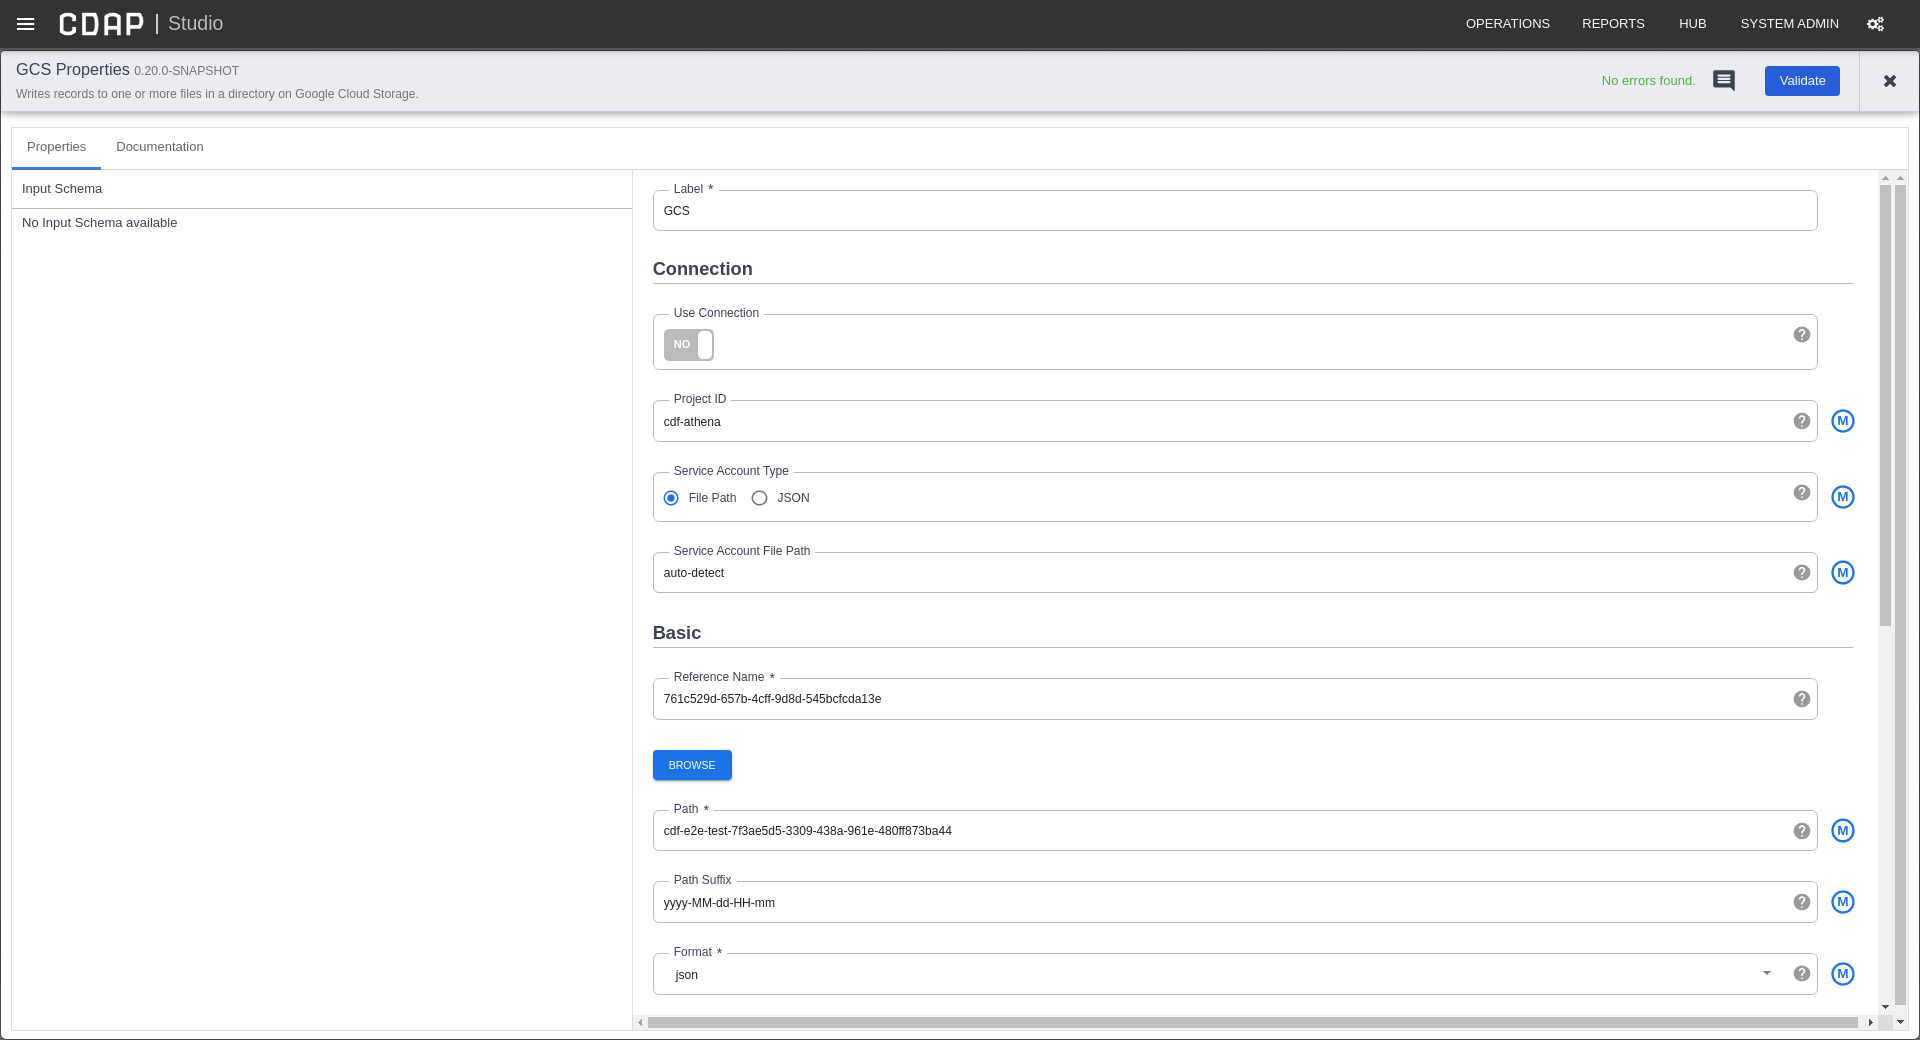 CDAP | Studio
OPERATIONS REPORTS HUB SYSTEM ADMIN
GCS Properties 0.20.0-SNAPSHOT
Writes records to one or more files in a directory on Google Cloud Storage.
No errors found.
Validate
Properties Documentation
Input Schema
No Input Schema available
Label *
GCS
Connection
Use Connection
NO
Project ID
cdf-athena
M
Service Account Type
File Path JSON
M
Service Account File Path
auto-detect
M
Basic
Reference Name *
761c529d-657b-4cff-9d8d-545bcfcda13e
BROWSE
Path *
cdf-e2e-test-7f3ae5d5-3309-438a-961e-480ff873ba44
M
Path Suffix
yyyy-MM-dd-HH-mm
M
Format *
json
M